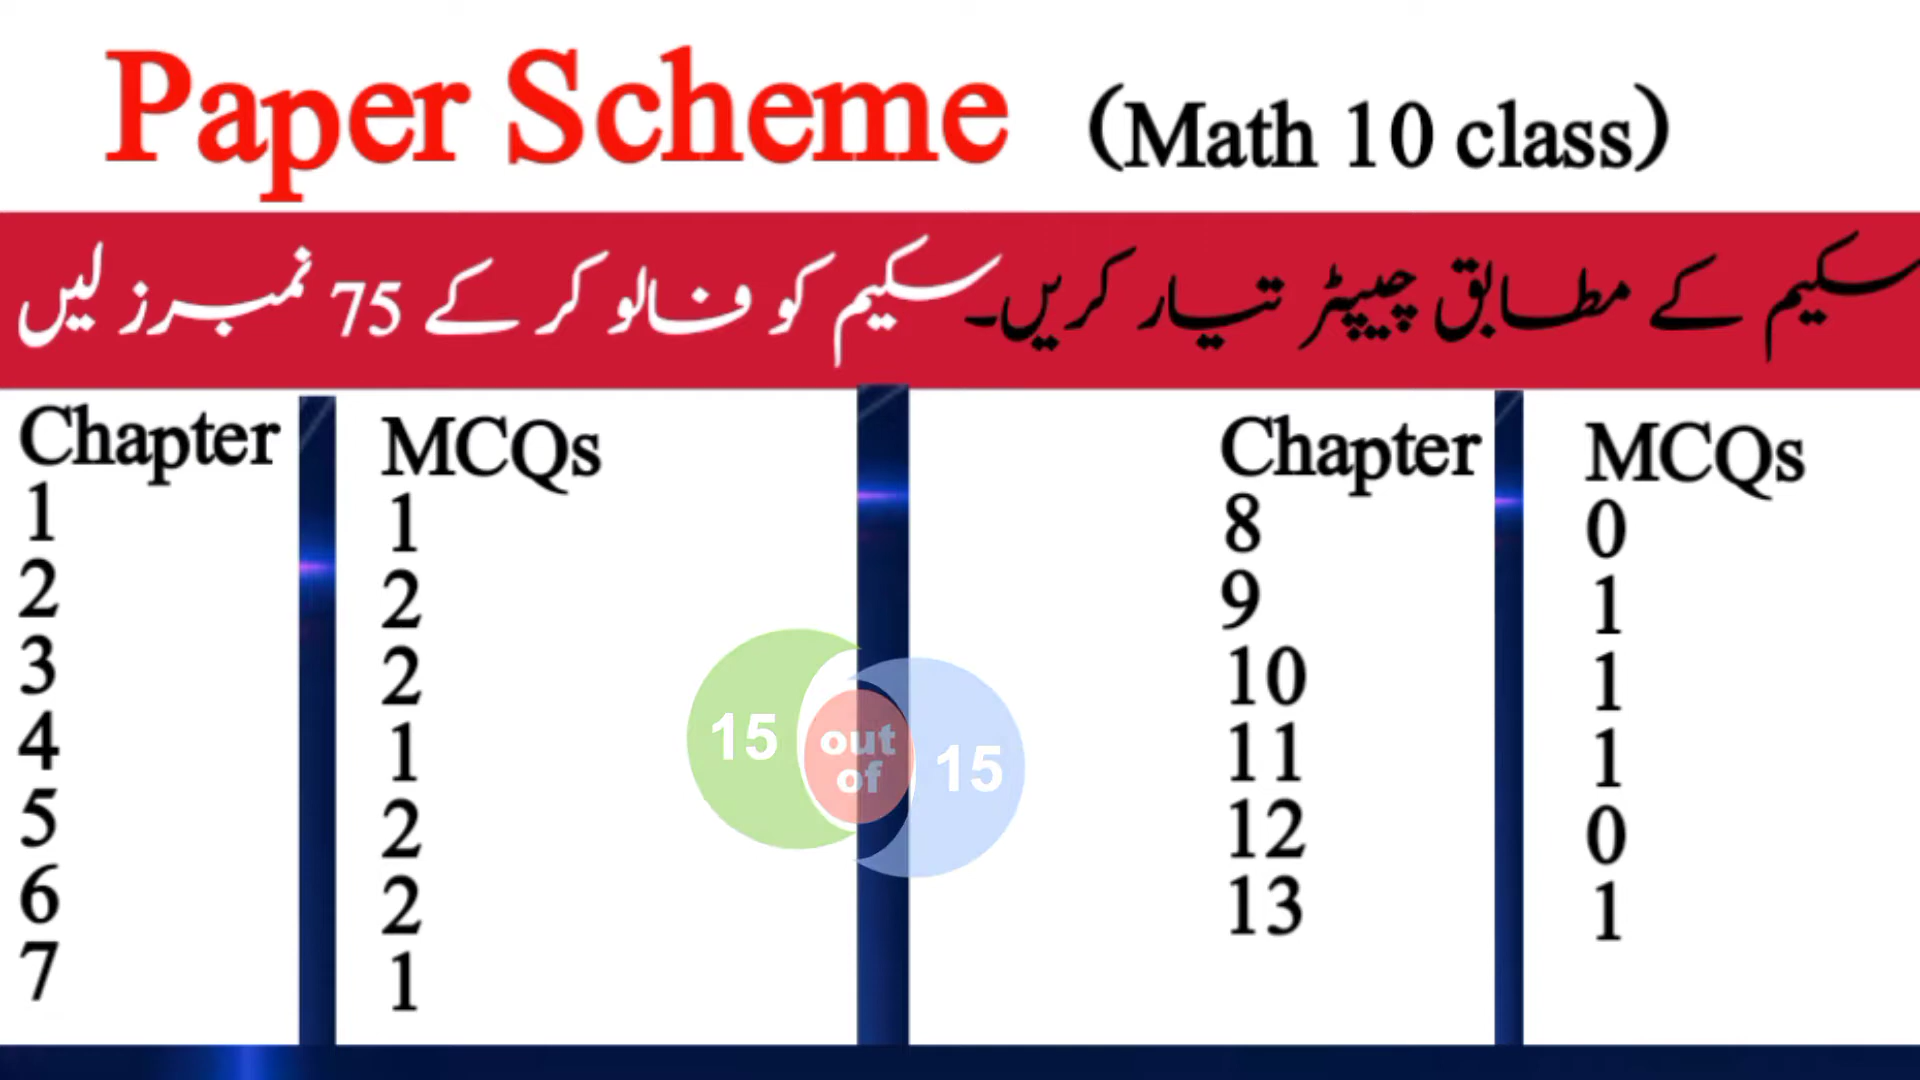 Paper Scheme (Math 10 class)
سکیم کے مطابق چیپٹر تیار کریں۔سکیم کو فالو کر کے 75 نمبرز لیں
Chapter MCQs Chapter MCQs
1 1 8 0
2 2 9 1
3 2 10 1
4 1 11 1
5 2 12 0
6 2 13 1
7 1
15 out of 15